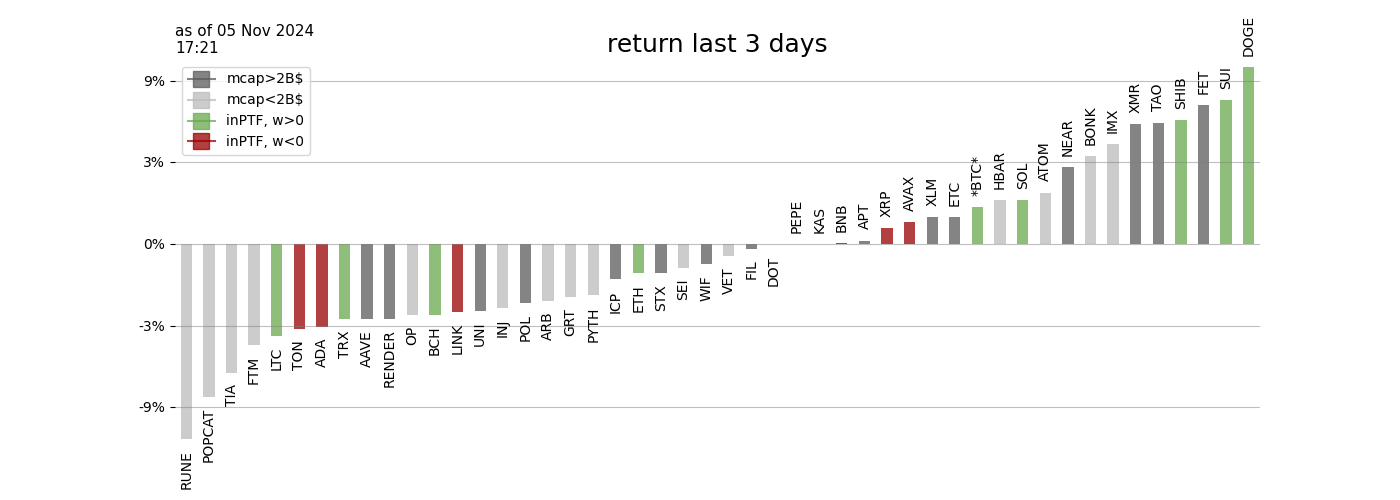 as of 05 Nov 2024
17:21
return last 3 days
mcap>2B$
mcap<2B$
inPTF, w>0
inPTF, w<0
9%
3%
0%
-3%
-9%
RUNE
POPCAT
TIA
FTM
LTC
TON
ADA
TRX
AAVE
RENDER
OP
BCH
LINK
UNI
INJ
POL
ARB
GRT
PYTH
ICP
ETH
STX
SEI
WIF
VET
FIL
DOT
PEPE
KAS
BNB
APT
XRP
AVAX
XLM
ETC
*BTC*
HBAR
SOL
ATOM
NEAR
BONK
IMX
XMR
TAO
SHIB
FET
SUI
DOGE